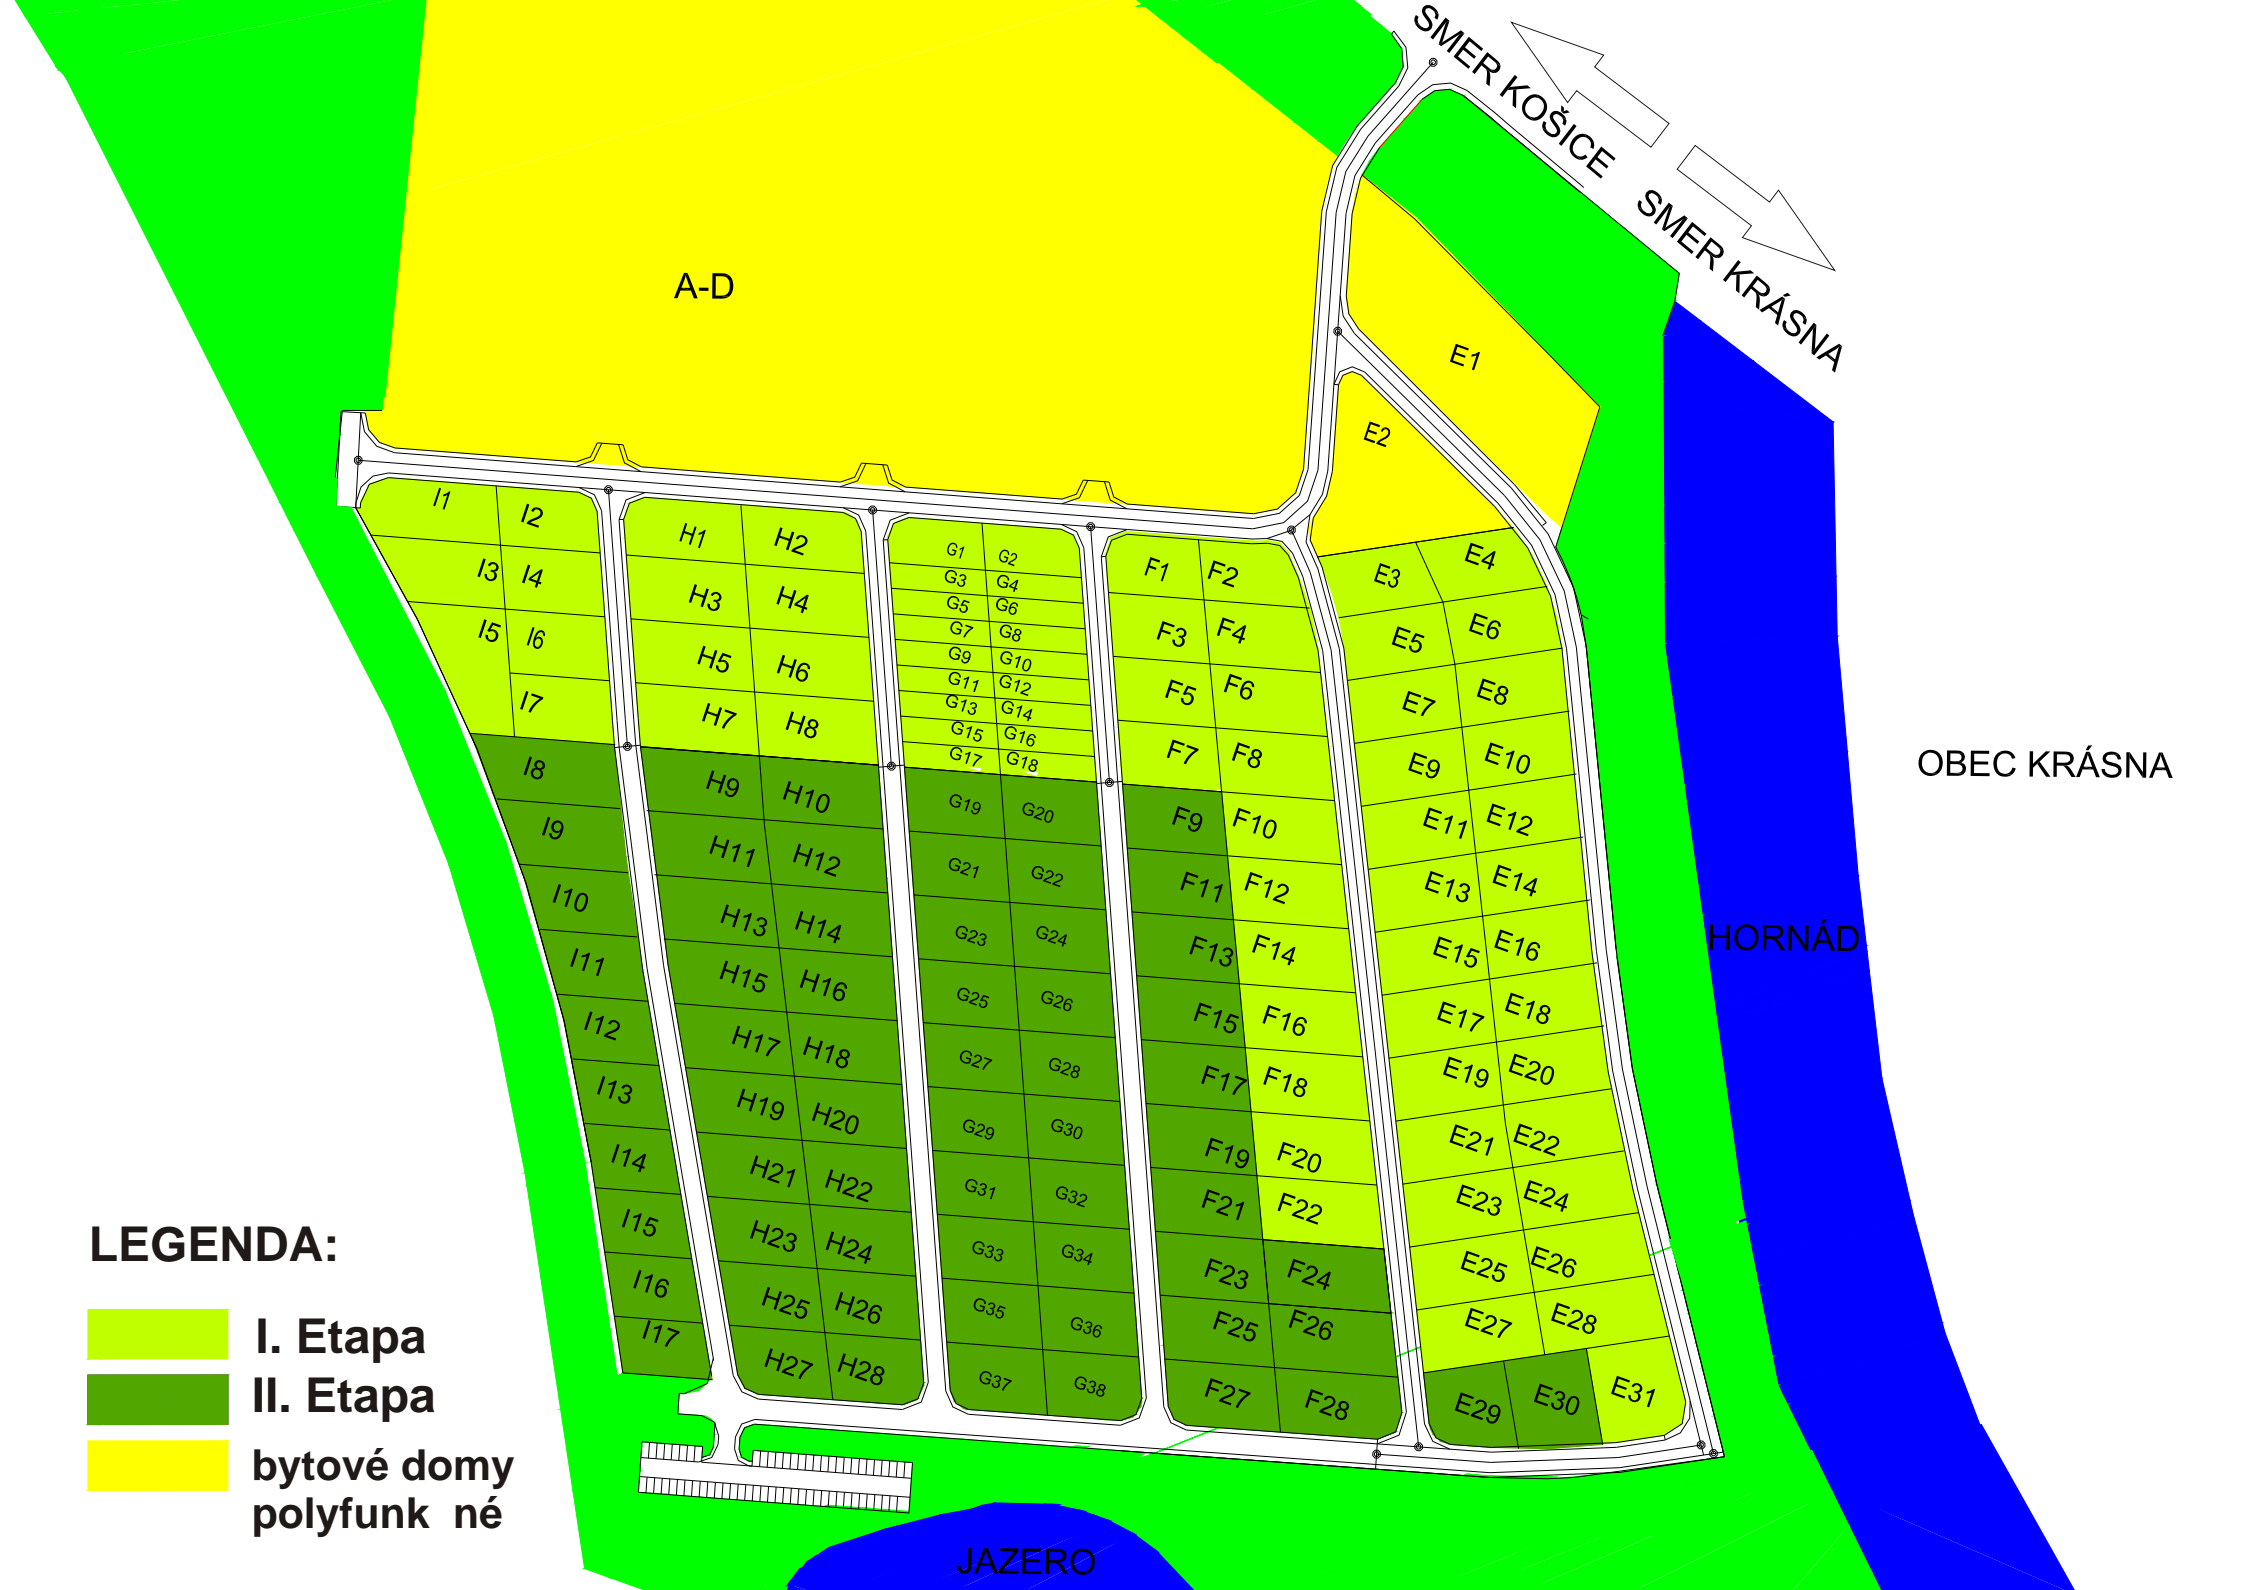 SMER KOŠICE
SMER KRÁSNA
A-D
E1
E2
I1
I2
H1
H2
G1
G2
F1
F2
E3
E4
I3
I4
H3
H4
G3
G4
G5
G6
F3
F4
E5
E6
I5
I6
H5
H6
G7
G8
G9
G10
F5
F6
E7
E8
I7
H7
H8
G11
G12
G13
G14
G15
G16
G17
G18
F7
F8
E9
E10
OBEC KRÁSNA
I8
H9
H10
G19
G20
F9
F10
E11
E12
I9
H11
H12
G21
G22
F11
F12
E13
E14
I10
H13
H14
G23
G24
F13
F14
E15
E16
HORNÁD
I11
H15
H16
G25
G26
F15
F16
E17
E18
I12
H17
H18
G27
G28
F17
F18
E19
E20
I13
H19
H20
G29
G30
F19
F20
E21
E22
I14
H21
H22
G31
G32
F21
F22
E23
E24
I15
H23
H24
G33
G34
F23
F24
E25
E26
I16
H25
H26
G35
G36
F25
F26
E27
E28
I17
H27
H28
G37
G38
F27
F28
E29
E30
E31
LEGENDA:
I. Etapa
II. Etapa
bytové domy
polyfunk né
JAZERO